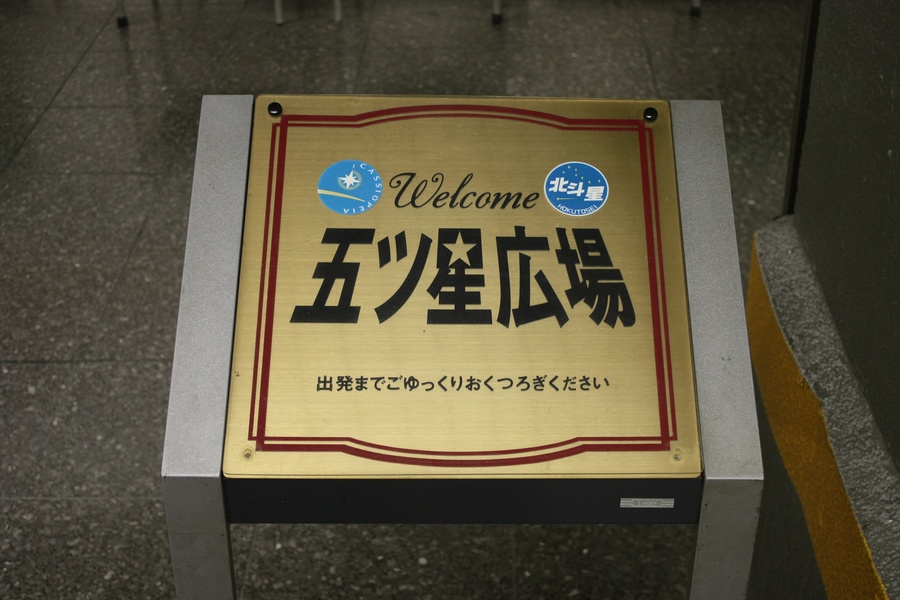 CASSIOPEIA
Welcome
北斗星
HOKUTOSEI
五ツ星広場
出発までごゆっくりおくつろぎください